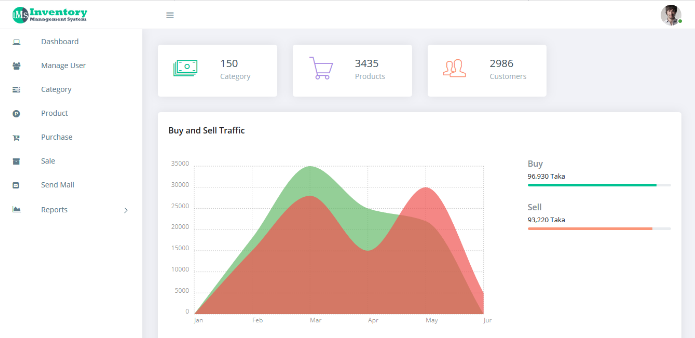 iMs Inventory
Management System
Dashboard
Manage User
Category
Product
Purchase
Sale
Send Mail
Reports
150
Category
3435
Products
2986
Customers
Buy and Sell Traffic
35000
30000
25000
20000
15000
10000
5000
0
Jan
Feb
Mar
Apr
May
Jur
Buy
96,930 Taka
Sell
93,220 Taka